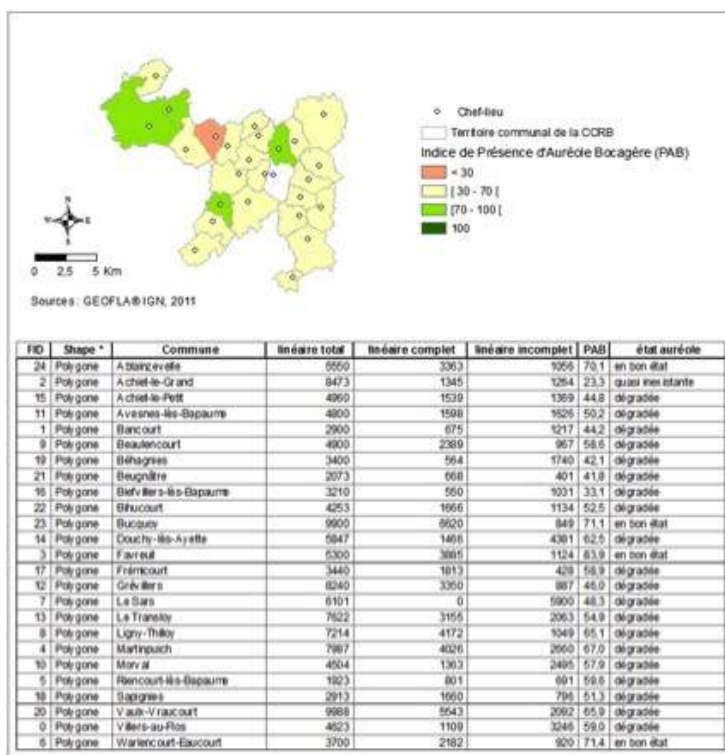 Chef-lieu
Territoire communal de la CCRB
Indice de Présence d'Auréole Bocagère (PAB)
< 30
[ 30 - 70 [
[70 - 100 [
100
N
W E
S
0 2,5 5 Km
Sources : GEOFLA®IGN, 2011
FID Shape * Commune linéaire total linéaire complet linéaire incomplet PAB état auréole
24 Polygone Ablainzevelle 5550 3363 1056 70,1 en bon état
2 Polygone Achiet-le-Grand 8473 1345 1264 23,3 quasi inexistante
15 Polygone Achiet-le-Petit 4960 1539 1369 44,8 dégradée
11 Polygone Avesnes-lès-Bapaume 4800 1598 1626 50,2 dégradée
1 Polygone Bancourt 2900 675 1217 44,2 dégradée
9 Polygone Beaulencourt 4900 2389 967 58,6 dégradée
19 Polygone Béhagnies 3400 564 1740 42,1 dégradée
21 Polygone Beugnâtre 2073 668 401 41,8 dégradée
16 Polygone Biefvillers-lès-Bapaume 3210 550 1031 33,1 dégradée
22 Polygone Bihucourt 4253 1666 1134 52,5 dégradée
23 Polygone Bucquoy 9900 6620 849 71,1 en bon état
14 Polygone Douchy-lès-Ayette 5847 1466 4381 62,5 dégradée
3 Polygone Favreuil 5300 3885 1124 83,9 en bon état
17 Polygone Frémicourt 3440 1813 428 58,9 dégradée
12 Polygone Grévillers 8240 3350 887 46,0 dégradée
7 Polygone Le Sars 6101 0 5900 48,3 dégradée
13 Polygone Le Transloy 7622 3155 2063 54,9 dégradée
8 Polygone Ligny-Thilloy 7214 4172 1049 65,1 dégradée
4 Polygone Martinpuich 7987 4026 2660 67,0 dégradée
10 Polygone Morval 4504 1363 2495 57,9 dégradée
5 Polygone Riencourt-lès-Bapaume 1923 801 691 59,6 dégradée
18 Polygone Sapignies 2913 1660 796 51,3 dégradée
20 Polygone Vaulx-Vraucourt 9988 5543 2092 65,9 dégradée
0 Polygone Villers-au-Flos 4623 1109 3246 59,0 dégradée
6 Polygone Warlencourt-Eaucourt 3700 2182 920 71,4 en bon état